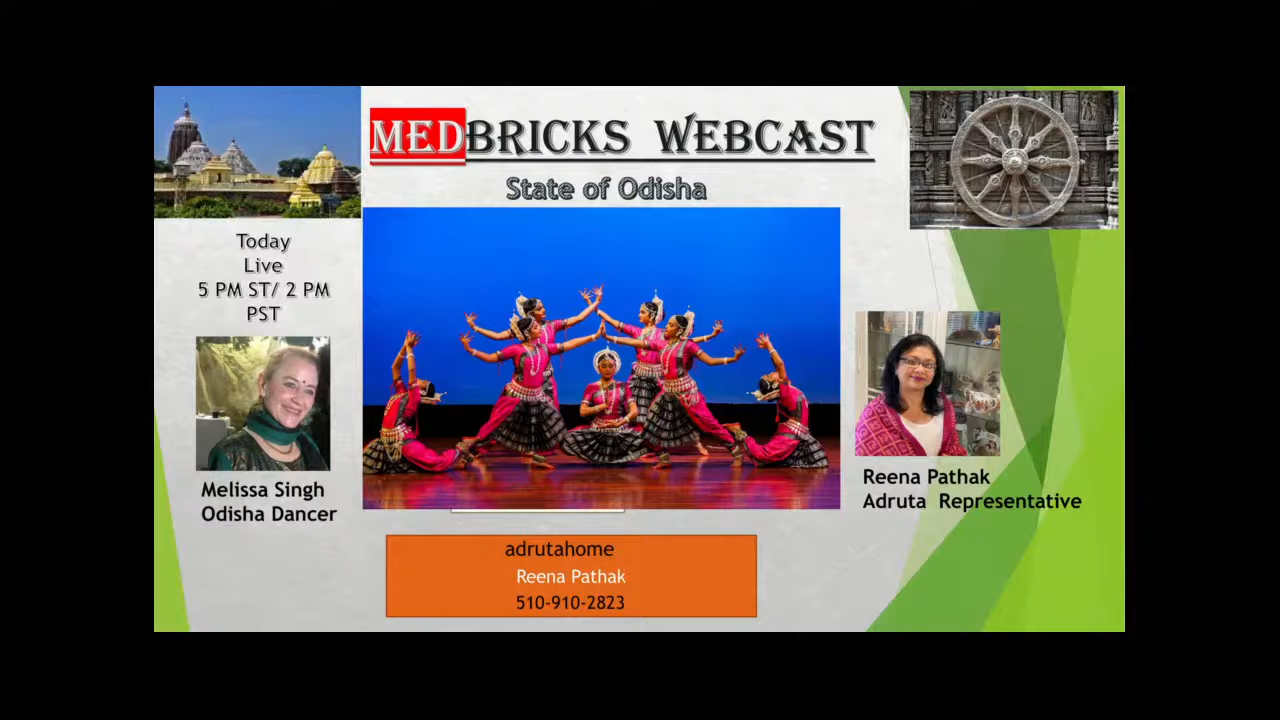 MEDBRICKS WEBCAST
State of Odisha
Today
Live
5 PM ST/ 2 PM
PST
Melissa Singh
Odisha Dancer
Reena Pathak
Adruta Representative
adrutahome
Reena Pathak
510-910-2823